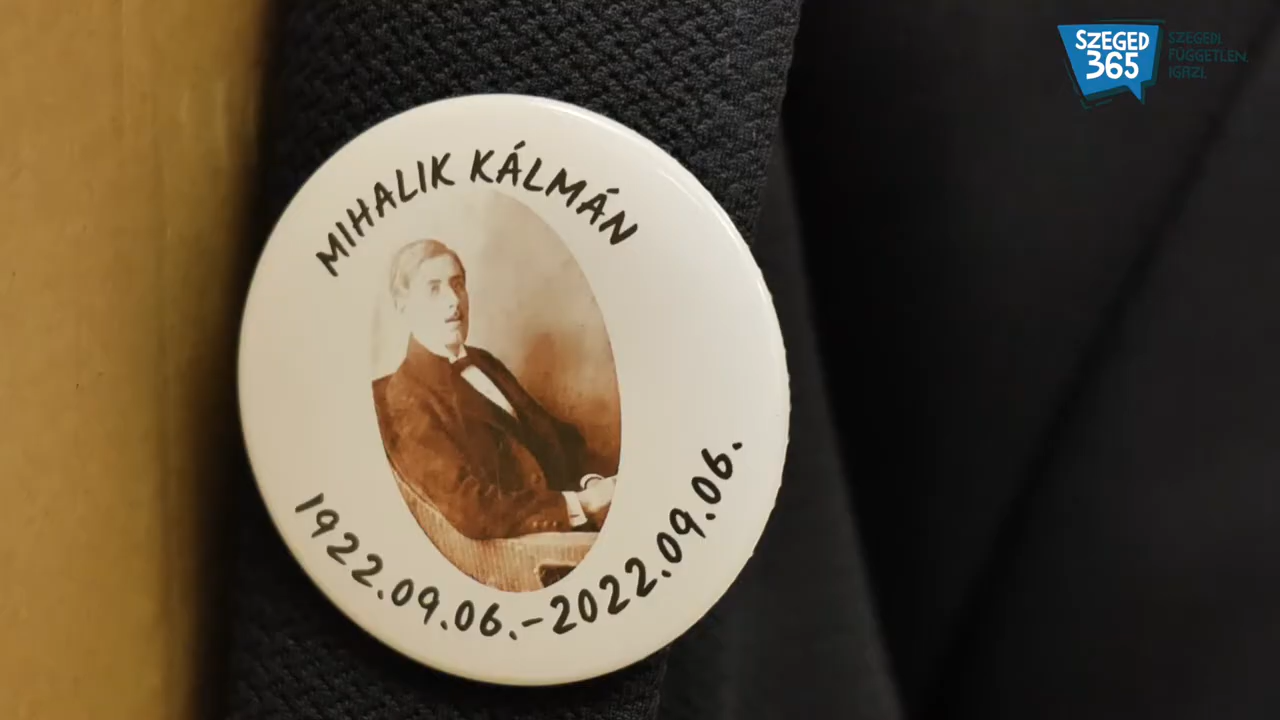 MIHALIK KÁLMÁN
1922.09.06.-2022.09.06.
SZEGED
365
SZEGEDI.
FÜGGETLEN.
IGAZI.